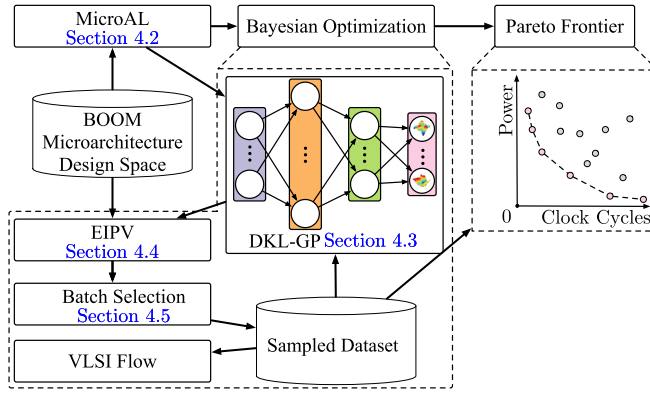 MicroAL
Section 4.2
Bayesian Optimization
Pareto Frontier
BOOM
Microarchitecture
Design Space
DKL-GP Section 4.3
Power
0
Clock Cycles
EIPV
Section 4.4
Batch Selection
Section 4.5
VLSI Flow
Sampled Dataset